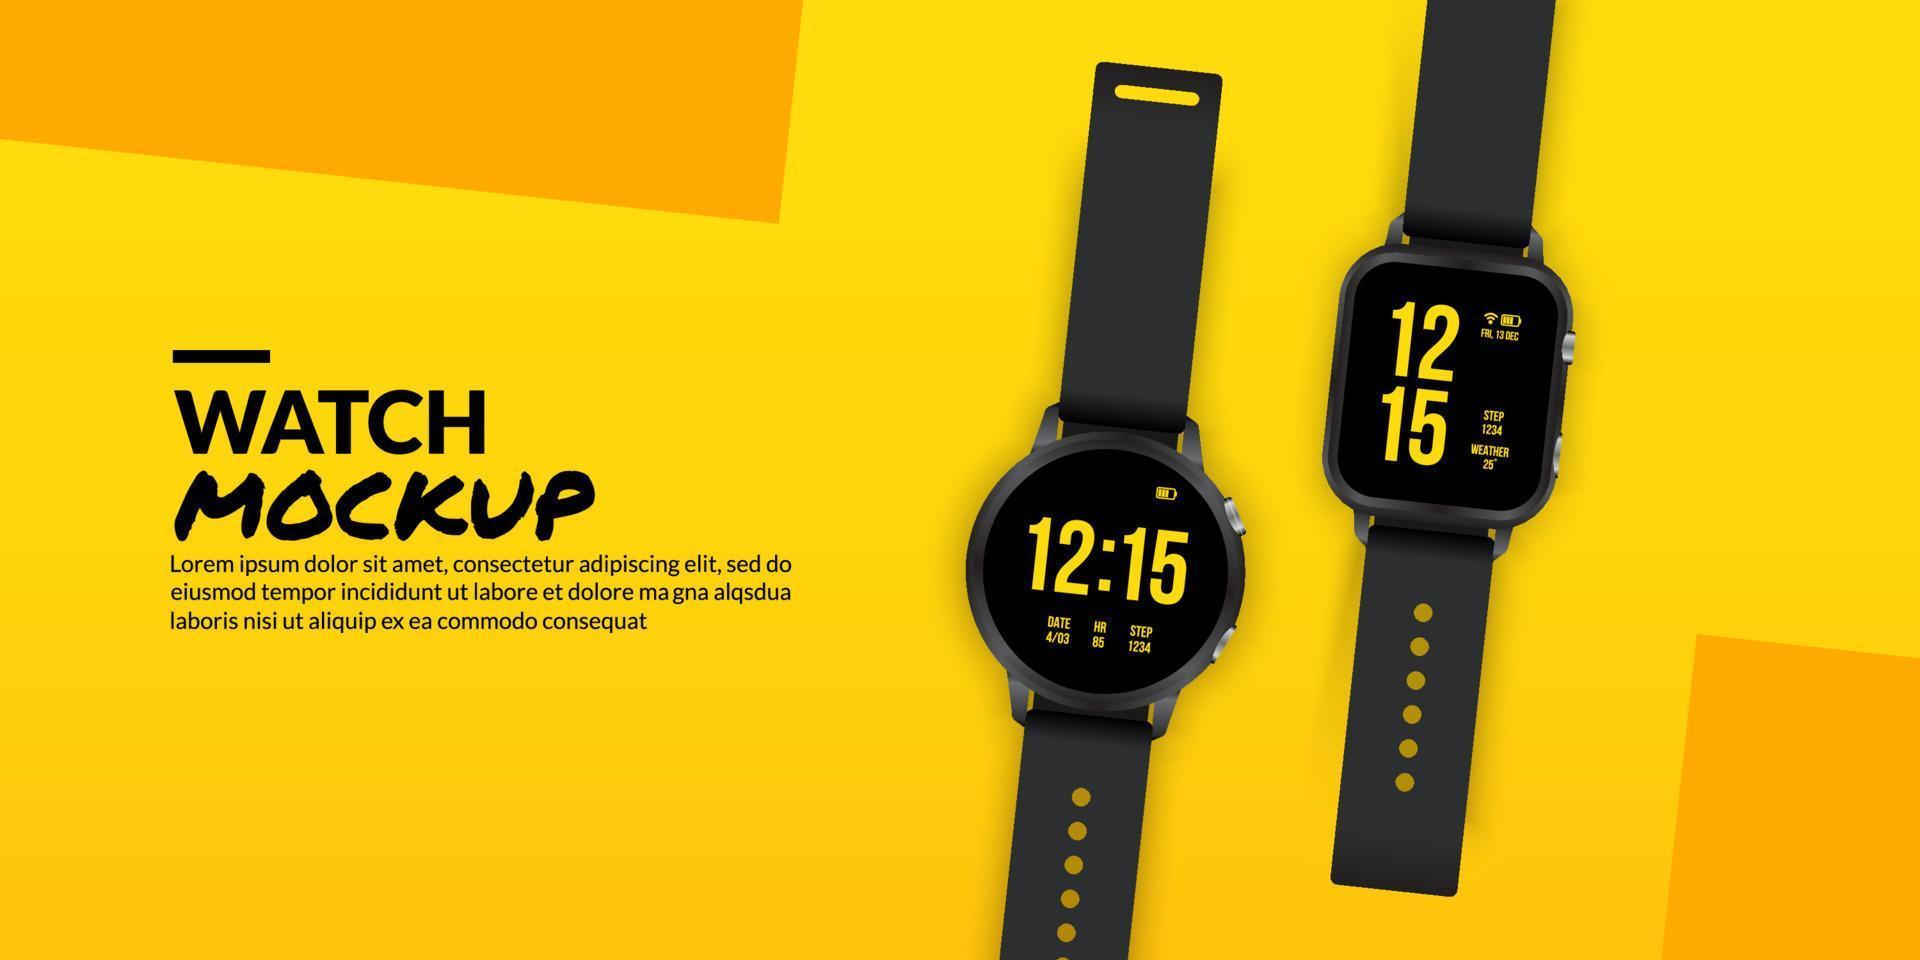 WATCH
MOCKUP
Lorem ipsum dolor sit amet, consectetur adipiscing elit, sed do
eiusmod tempor incididunt ut labore et dolore ma gna alqsdua
laboris nisi ut aliquip ex ea commodo consequat
12:15
DATE HR STEP
4/03 85 1234
12
15
FRI, 13 DEC
STEP
1234
WEATHER
25°